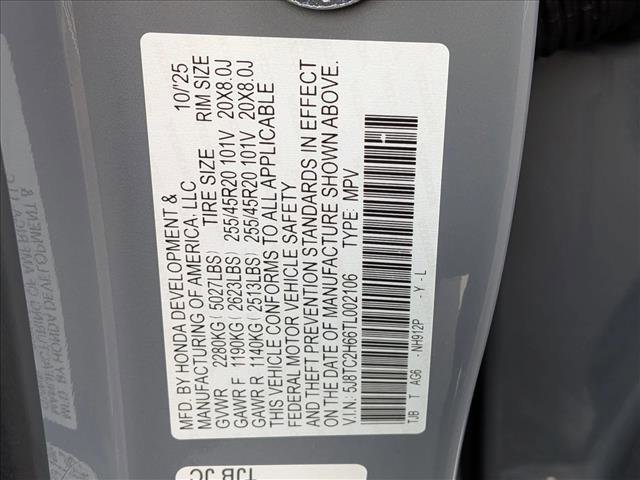 MFD. BY HONDA DEVELOPMENT & 10/'25
MANUFACTURING OF AMERICA, LLC
TIRE SIZE RIM SIZE
GVWR 2280KG ( 5027LBS)
GAWR F 1190KG ( 2623LBS) 255/45R20 101V 20X8.0J
GAWR R 1140KG ( 2513LBS) 255/45R20 101V 20X8.0J
THIS VEHICLE CONFORMS TO ALL APPLICABLE
FEDERAL MOTOR VEHICLE SAFETY
AND THEFT PREVENTION STANDARDS IN EFFECT
ON THE DATE OF MANUFACTURE SHOWN ABOVE.
V.I.N: 5J8TC2H66TL002106 TYPE: MPV
TJB T AG6 -NH912P -Y-L
TJB JC